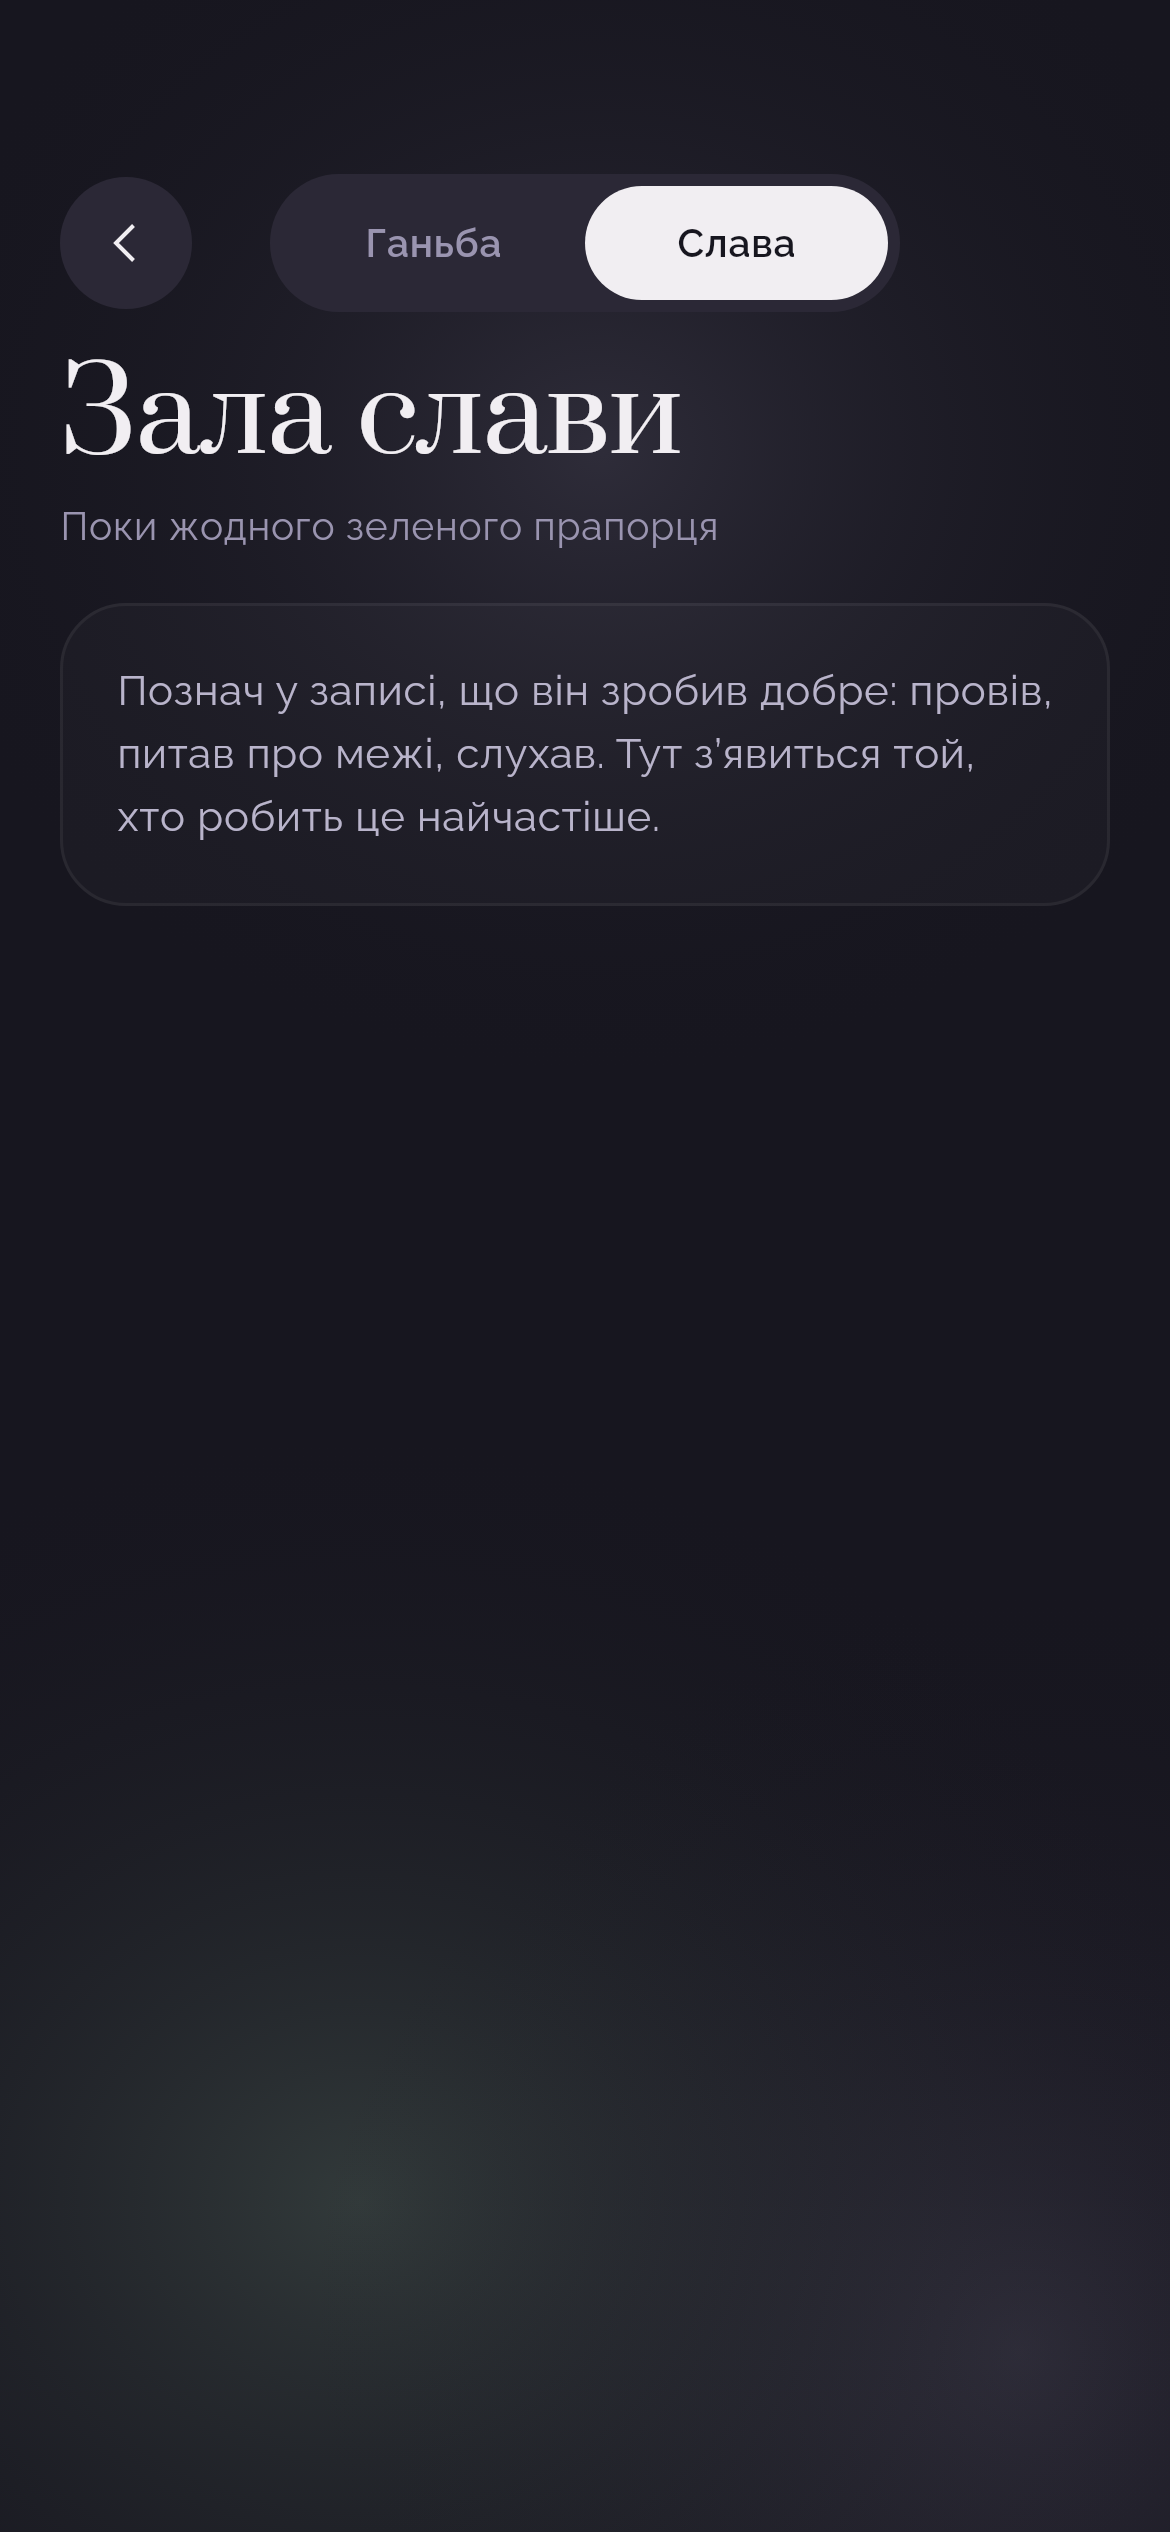 Ганьба
Слава
Зала слави
Поки жодного зеленого прапорця
Познач у записі, що він зробив добре: провів,
питав про межі, слухав. Тут з’явиться той,
хто робить це найчастіше.